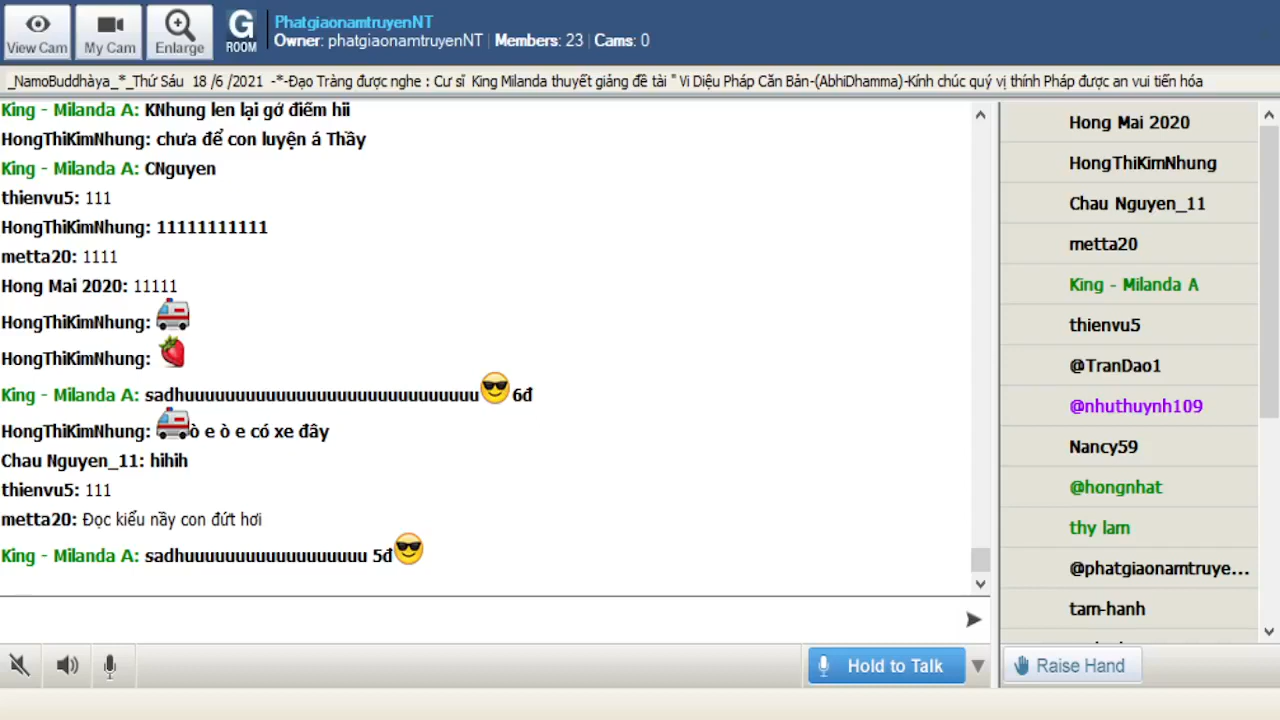 View Cam
My Cam
Enlarge
G
ROOM
PhatgiaonamtruyenNT
Owner: phatgiaonamtruyenNT | Members: 23 | Cams: 0
_NamoBuddhàya_*_Thứ Sáu 18 /6 /2021 -*-Đạo Tràng được nghe : Cư sĩ King Milanda thuyết giảng đề tài " Vi Diệu Pháp Căn Bản-(AbhiDhamma)-Kính chúc quý vị thính Pháp được an vui tiến hóa
King - Milanda A: KNhung len lại gở điểm hii
HongThiKimNhung: chưa để con luyện á Thầy
King - Milanda A: CNguyen
thienvu5: 111
HongThiKimNhung: 11111111111
metta20: 1111
Hong Mai 2020: 11111
HongThiKimNhung:
HongThiKimNhung:
King - Milanda A: sadhuuuuuuuuuuuuuuuuuuuuuuuuuuuuuu 6đ
HongThiKimNhung: ò e ò e có xe đây
Chau Nguyen_11: hihih
thienvu5: 111
metta20: Đọc kiểu nầy con đứt hơi
King - Milanda A: sadhuuuuuuuuuuuuuuuuuuu 5đ
Hong Mai 2020
HongThiKimNhung
Chau Nguyen_11
metta20
King - Milanda A
thienvu5
@TranDao1
@nhuthuynh109
Nancy59
@hongnhat
thy lam
@phatgiaonamtruye...
tam-hanh
Hold to Talk
Raise Hand